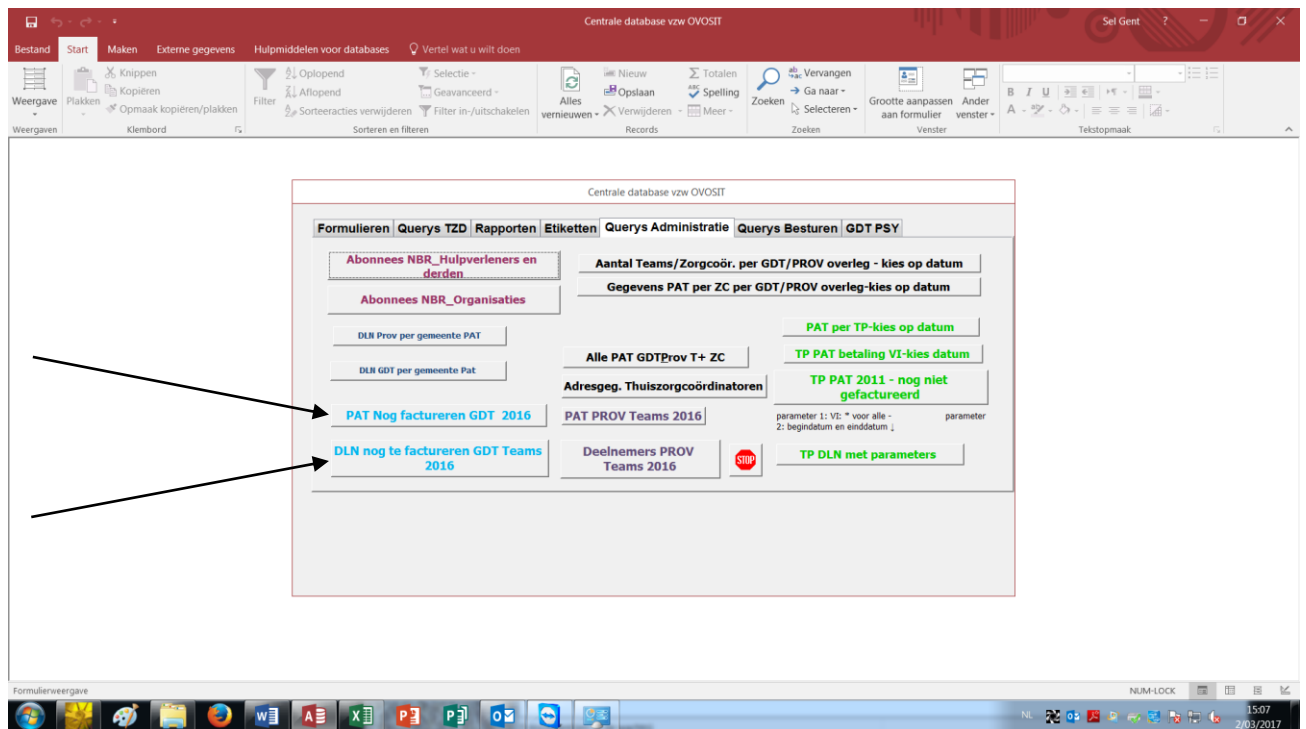 Centrale database vzw OVOSIT
Sel Gent ?
Bestand Start Maken Externe gegevens Hulpmiddelen voor databases Vertel wat u wilt doen
Weergave
Plakken
Knippen
Kopiëren
Opmaak kopiëren/plakken
Filter
Oplopend
Aflopend
Sorteeracties verwijderen
Selectie
Geavanceerd
Filter in-/uitschakelen
Alles
vernieuwen
Nieuw
Opslaan
Verwijderen
Totalen
Spelling
Meer
Zoeken
Vervangen
Ga naar
Selecteren
Grootte aanpassen
aan formulier
Ander
venster
B I U
A
Weergaven Klembord Sorteren en filteren Records Zoeken Venster Tekstopmaak
Centrale database vzw OVOSIT
Formulieren Querys TZD Rapporten Etiketten Querys Administratie Querys Besturen GDT PSY
Abonnees NBR_Hulpverleners en
derden
Aantal Teams/Zorgcoör. per GDT/PROV overleg - kies op datum
Gegevens PAT per ZC per GDT/PROV overleg-kies op datum
Abonnees NBR_Organisaties
DLN Prov per gemeente PAT
PAT per TP-kies op datum
Alle PAT GDTProv T+ ZC
TP PAT betaling VI-kies datum
DLN GDT per gemeente Pat
Adresgeg. Thuiszorgcoördinatoren
TP PAT 2011 - nog niet
gefactureerd
PAT Nog factureren GDT 2016
PAT PROV Teams 2016
parameter 1: VI: * voor alle - parameter
2: begindatum en einddatum ↓
DLN nog te factureren GDT Teams
2016
Deelnemers PROV
Teams 2016
STOP
TP DLN met parameters
Formulierweergave
NUM-LOCK
NL
15:07
2/03/2017